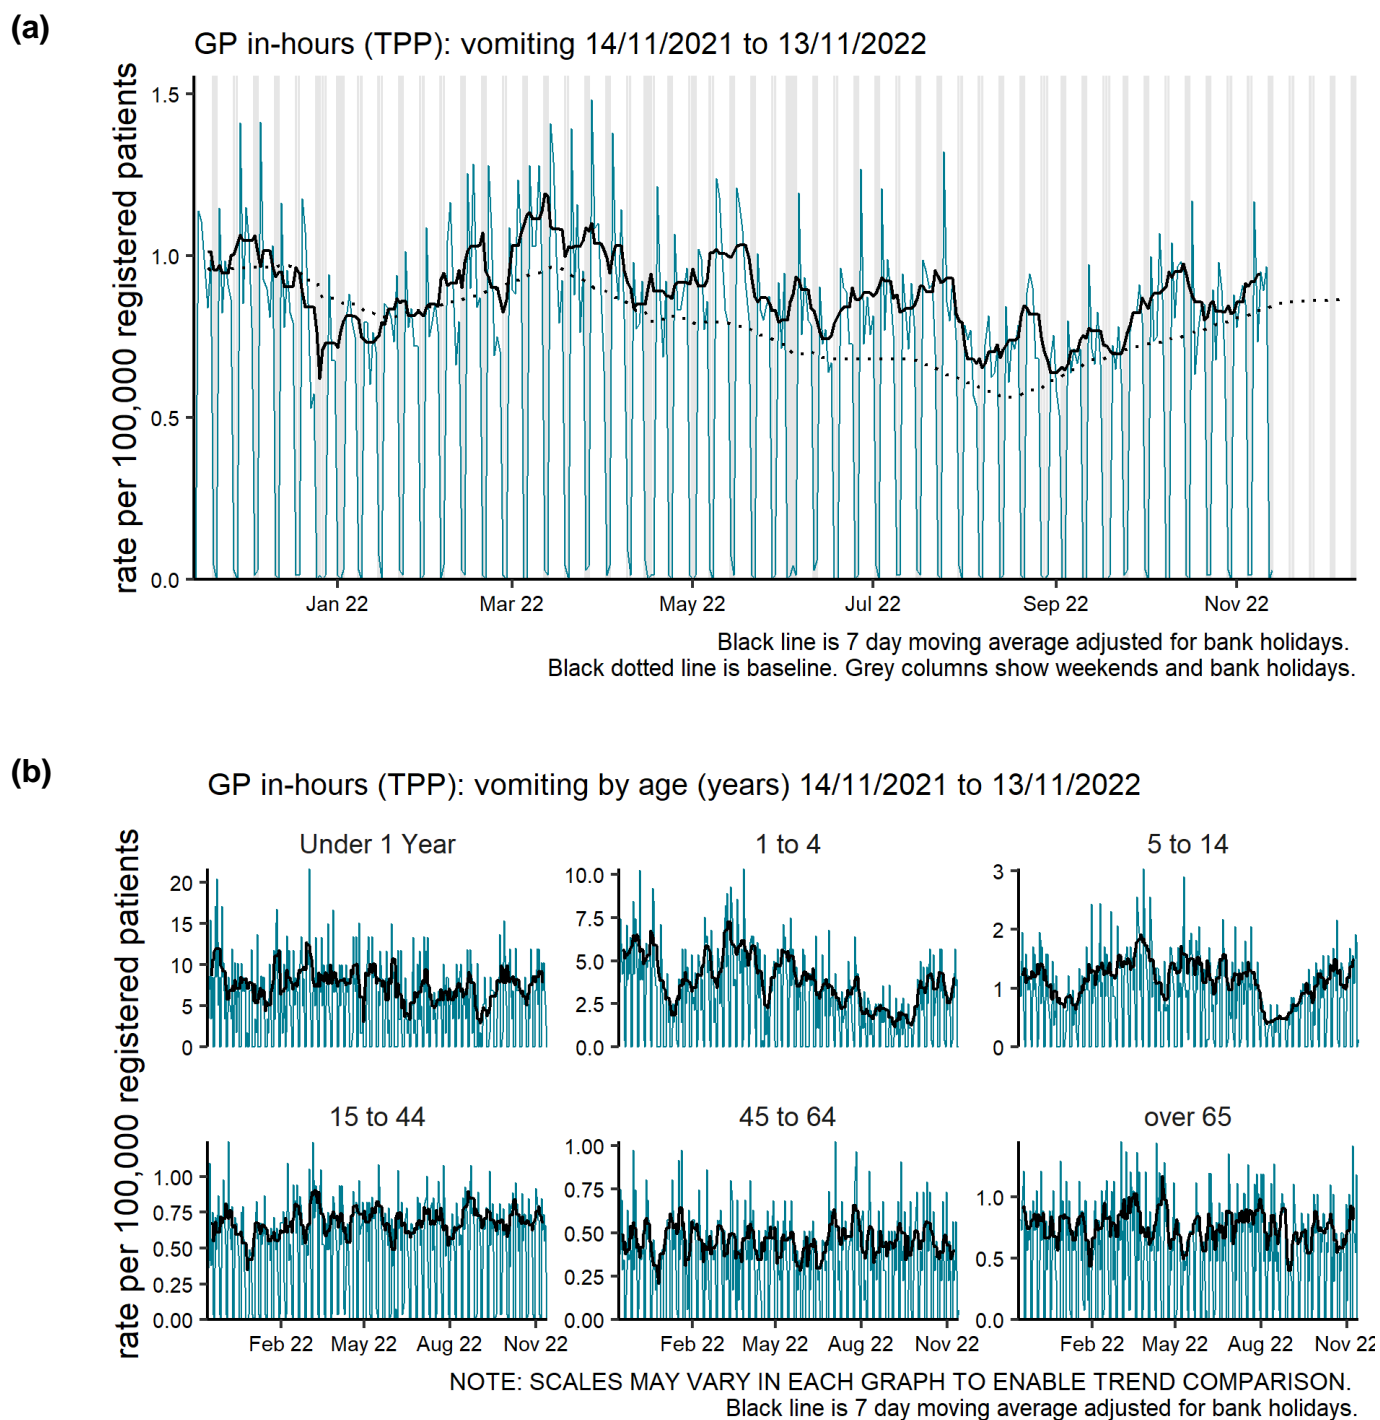 (a)
GP in-hours (TPP): vomiting 14/11/2021 to 13/11/2022
rate per 100,000 registered patients
1.5
1.0
0.5
0.0
Jan 22 Mar 22 May 22 Jul 22 Sep 22 Nov 22
Black line is 7 day moving average adjusted for bank holidays.
Black dotted line is baseline. Grey columns show weekends and bank holidays.
(b)
GP in-hours (TPP): vomiting by age (years) 14/11/2021 to 13/11/2022
rate per 100,000 registered patients
Under 1 Year 1 to 4 5 to 14
20
15
10
5
0
10.0
7.5
5.0
2.5
0.0
3
2
1
0
15 to 44 45 to 64 over 65
1.00
0.75
0.50
0.25
0.00
1.00
0.75
0.50
0.25
0.00
1.0
0.5
0.0
Feb 22 May 22 Aug 22 Nov 22 Feb 22 May 22 Aug 22 Nov 22 Feb 22 May 22 Aug 22 Nov 22
NOTE: SCALES MAY VARY IN EACH GRAPH TO ENABLE TREND COMPARISON.
Black line is 7 day moving average adjusted for bank holidays.